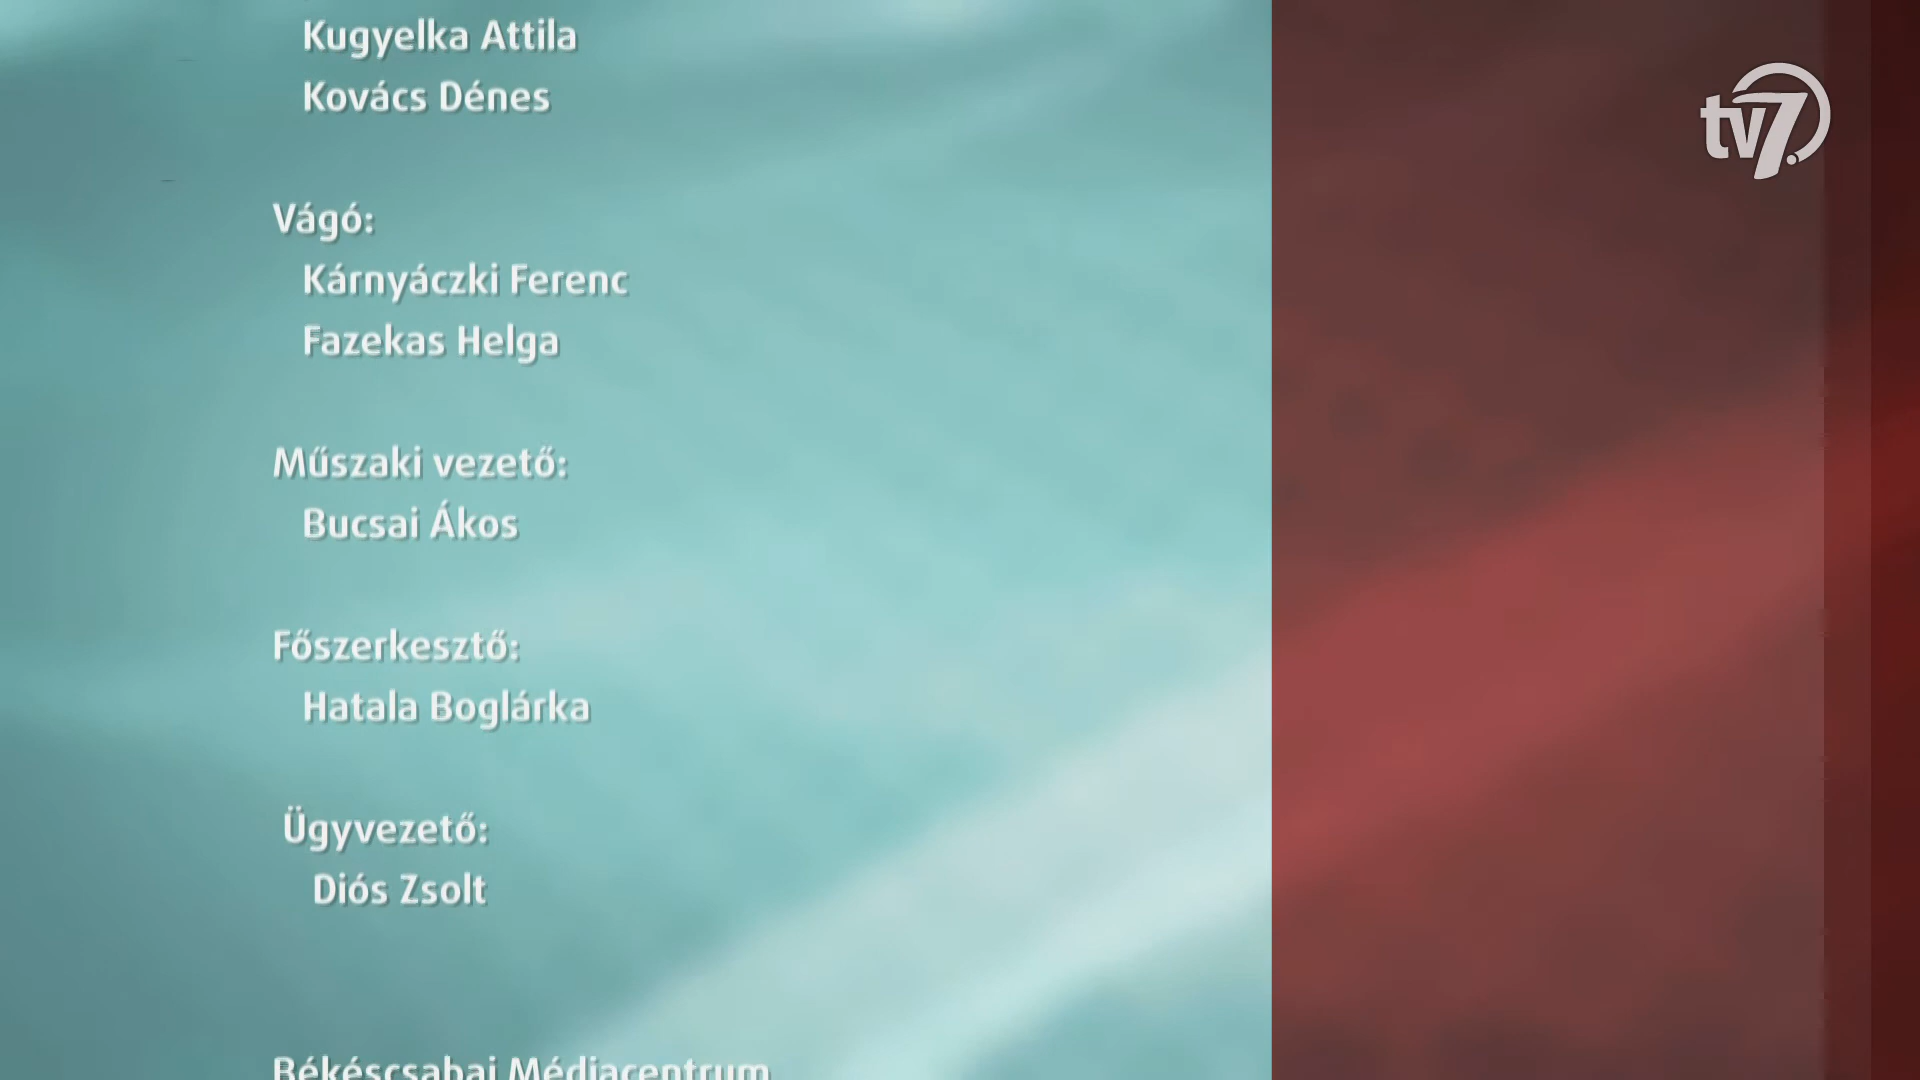 Kugyelka Attila
Kovács Dénes
tv7
Vágó:
Kárnyáczki Ferenc
Fazekas Helga
Műszaki vezető:
Bucsai Ákos
Főszerkesztő:
Hatala Boglárka
Ügyvezető:
Diós Zsolt
Békéscsabai Médiacentrum